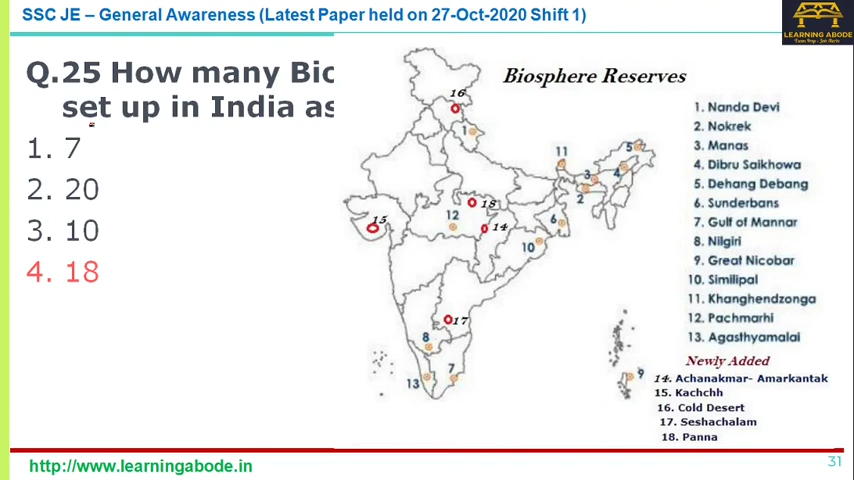 SSC JE – General Awareness (Latest Paper held on 27-Oct-2020 Shift 1)
LEARNING ABODE
Q.25 How many Bio
set up in India as
1. 7
2. 20
3. 10
4. 18
Biosphere Reserves
1. Nanda Devi
2. Nokrek
3. Manas
4. Dibru Saikhowa
5. Dehang Debang
6. Sunderbans
7. Gulf of Mannar
8. Nilgiri
9. Great Nicobar
10. Similipal
11. Khanghendzonga
12. Pachmarhi
13. Agasthyamalai
Newly Added
14. Achanakmar- Amarkantak
15. Kachchh
16. Cold Desert
17. Seshachalam
18. Panna
16
1
11
5
3
4
2
18
12
14
6
15
10
17
8
7
13
9
http://www.learningabode.in
31